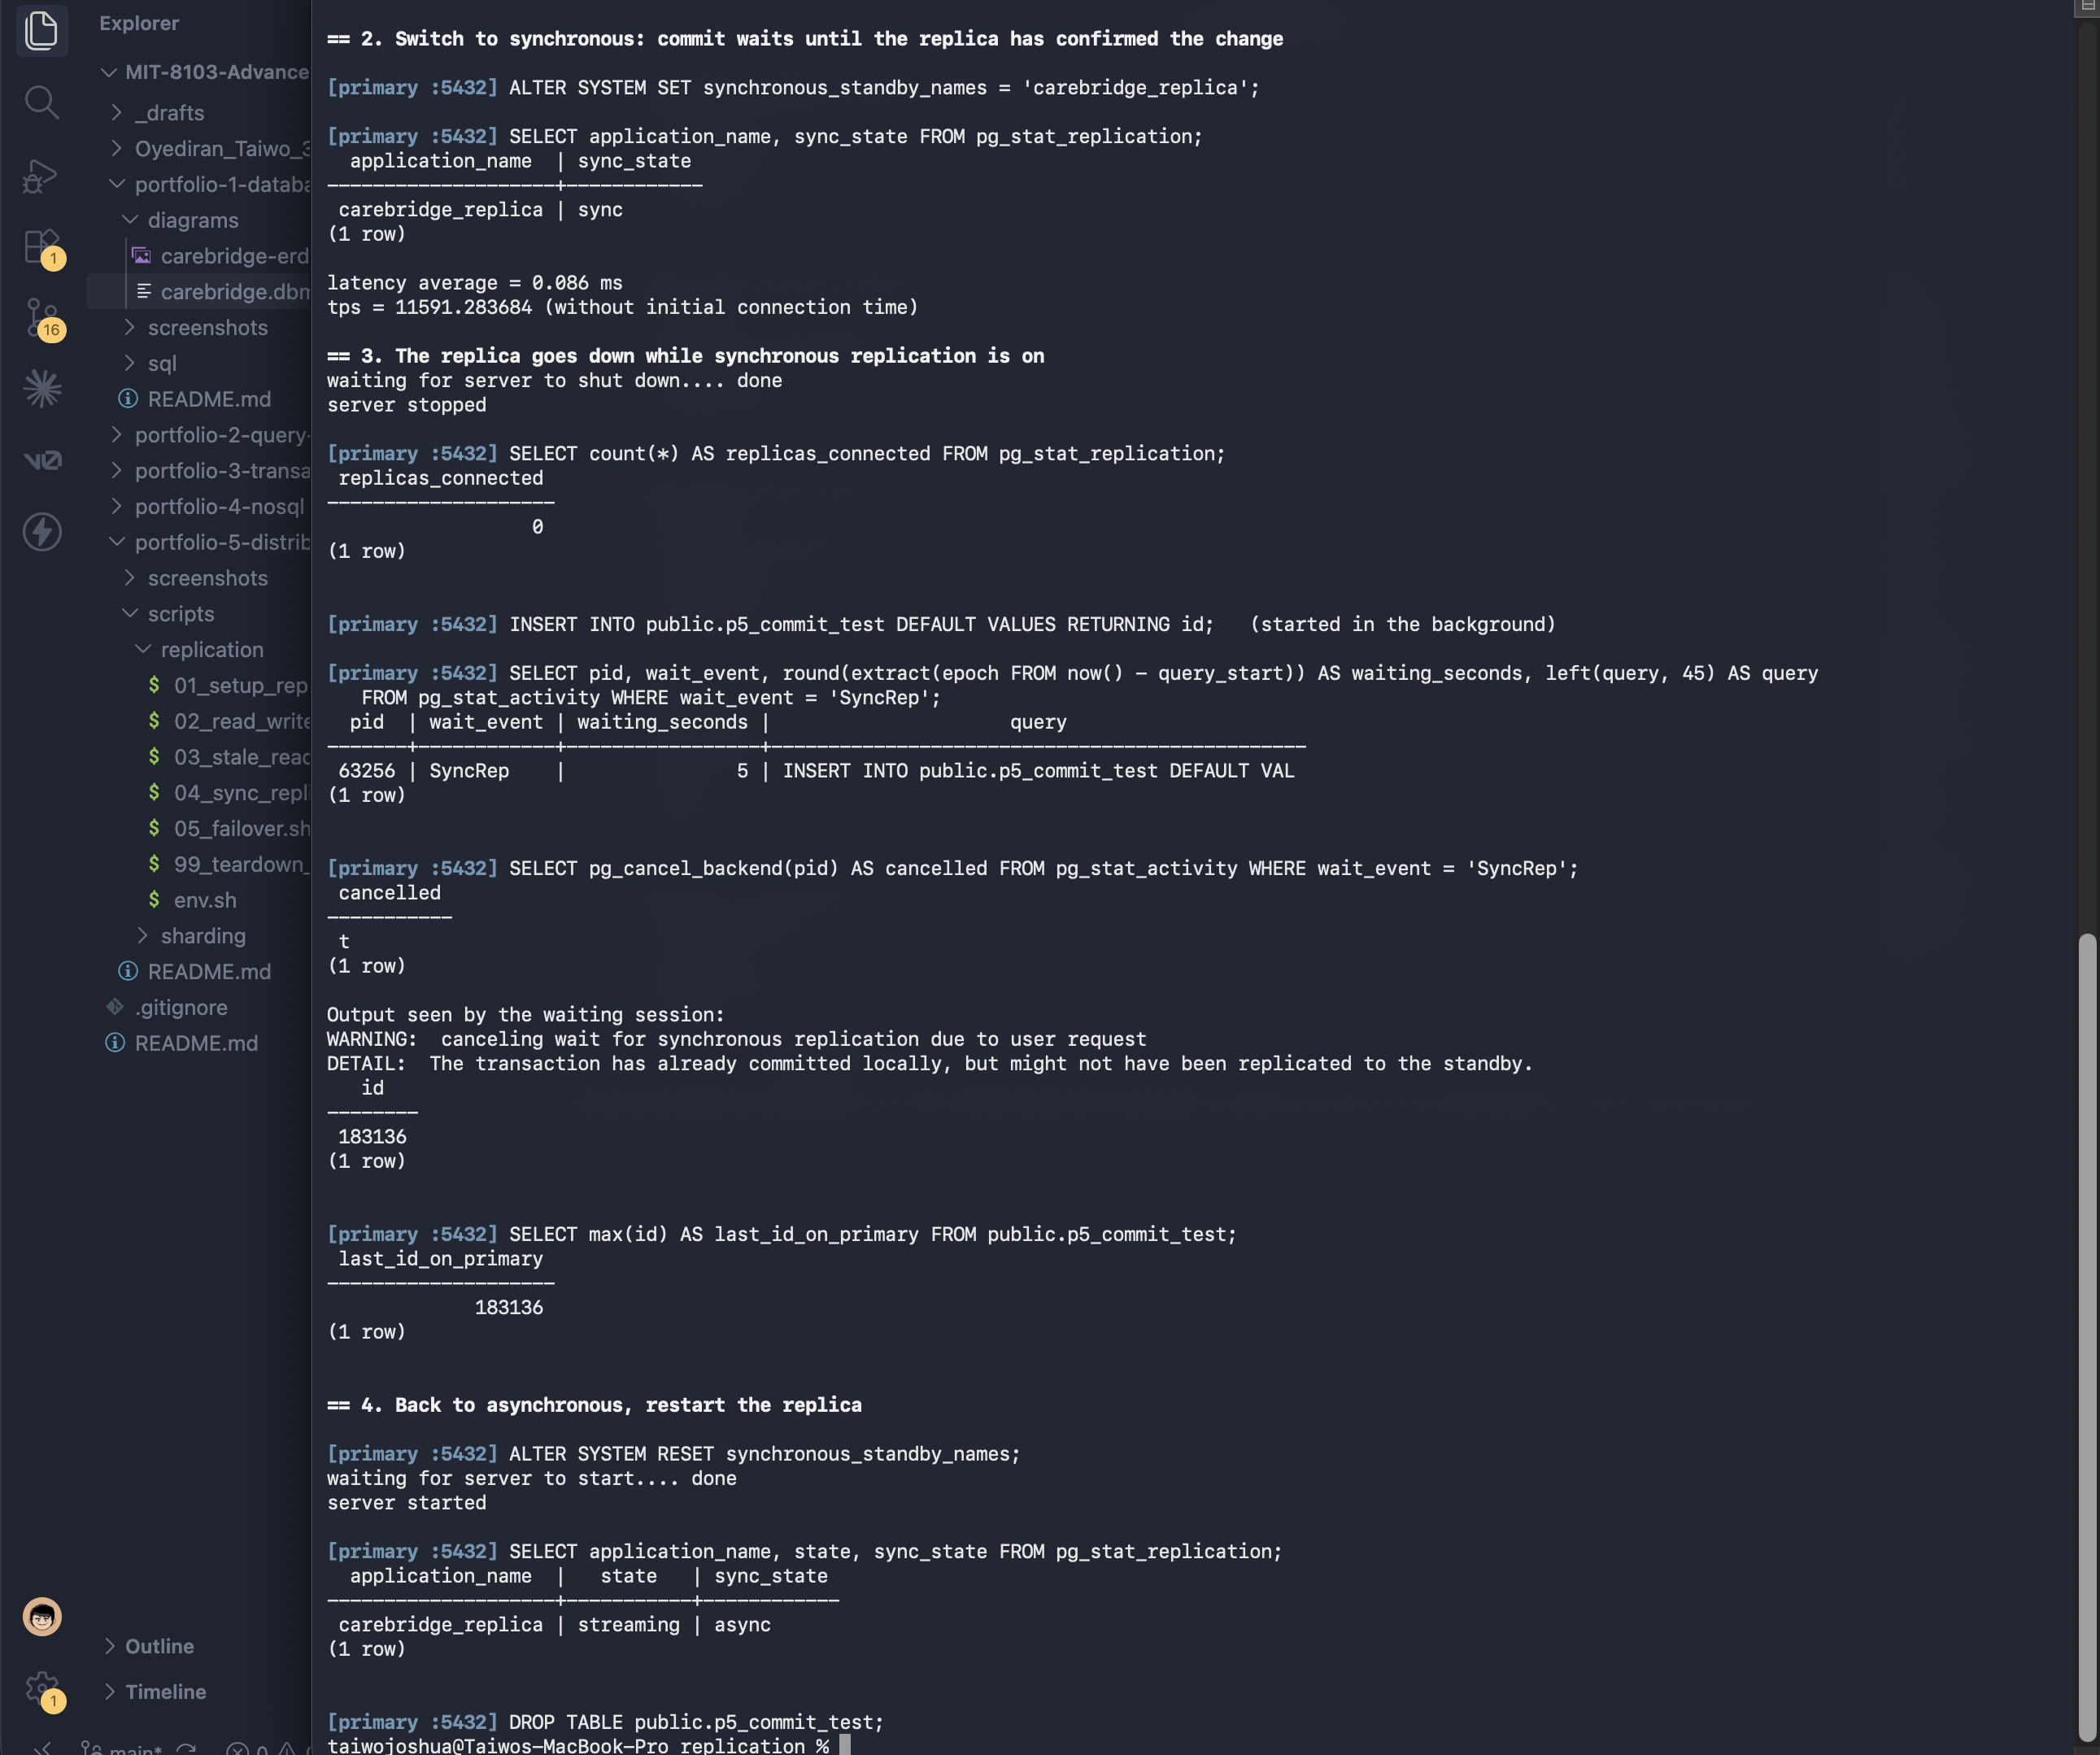 Explorer
MIT-8103-Advance
_drafts
Oyediran_Taiwo_3
portfolio-1-databa
diagrams
carebridge-erd
carebridge.dbm
screenshots
sql
README.md
portfolio-2-query-
portfolio-3-transa
portfolio-4-nosql
portfolio-5-distrib
screenshots
scripts
replication
$ 01_setup_rep
$ 02_read_write
$ 03_stale_read
$ 04_sync_repli
$ 05_failover.sh
$ 99_teardown_
$ env.sh
sharding
README.md
.gitignore
README.md
Outline
Timeline
1
16
1
main*
0
== 2. Switch to synchronous: commit waits until the replica has confirmed the change
[primary :5432] ALTER SYSTEM SET synchronous_standby_names = 'carebridge_replica';
[primary :5432] SELECT application_name, sync_state FROM pg_stat_replication;
application_name | sync_state
--------------------+------------
carebridge_replica | sync
(1 row)
latency average = 0.086 ms
tps = 11591.283684 (without initial connection time)
== 3. The replica goes down while synchronous replication is on
waiting for server to shut down.... done
server stopped
[primary :5432] SELECT count(*) AS replicas_connected FROM pg_stat_replication;
replicas_connected
--------------------
0
(1 row)
[primary :5432] INSERT INTO public.p5_commit_test DEFAULT VALUES RETURNING id;   (started in the background)
[primary :5432] SELECT pid, wait_event, round(extract(epoch FROM now() - query_start)) AS waiting_seconds, left(query, 45) AS query
FROM pg_stat_activity WHERE wait_event = 'SyncRep';
pid | wait_event | waiting_seconds | query
-------+------------+-----------------+-----------------------------------------------
63256 | SyncRep | 5 | INSERT INTO public.p5_commit_test DEFAULT VAL
(1 row)
[primary :5432] SELECT pg_cancel_backend(pid) AS cancelled FROM pg_stat_activity WHERE wait_event = 'SyncRep';
cancelled
-----------
t
(1 row)
Output seen by the waiting session:
WARNING:  canceling wait for synchronous replication due to user request
DETAIL:  The transaction has already committed locally, but might not have been replicated to the standby.
id
--------
183136
(1 row)
[primary :5432] SELECT max(id) AS last_id_on_primary FROM public.p5_commit_test;
last_id_on_primary
--------------------
183136
(1 row)
== 4. Back to asynchronous, restart the replica
[primary :5432] ALTER SYSTEM RESET synchronous_standby_names;
waiting for server to start.... done
server started
[primary :5432] SELECT application_name, state, sync_state FROM pg_stat_replication;
application_name | state | sync_state
--------------------+-----------+------------
carebridge_replica | streaming | async
(1 row)
[primary :5432] DROP TABLE public.p5_commit_test;
taiwojoshua@Taiwos-MacBook-Pro replication %